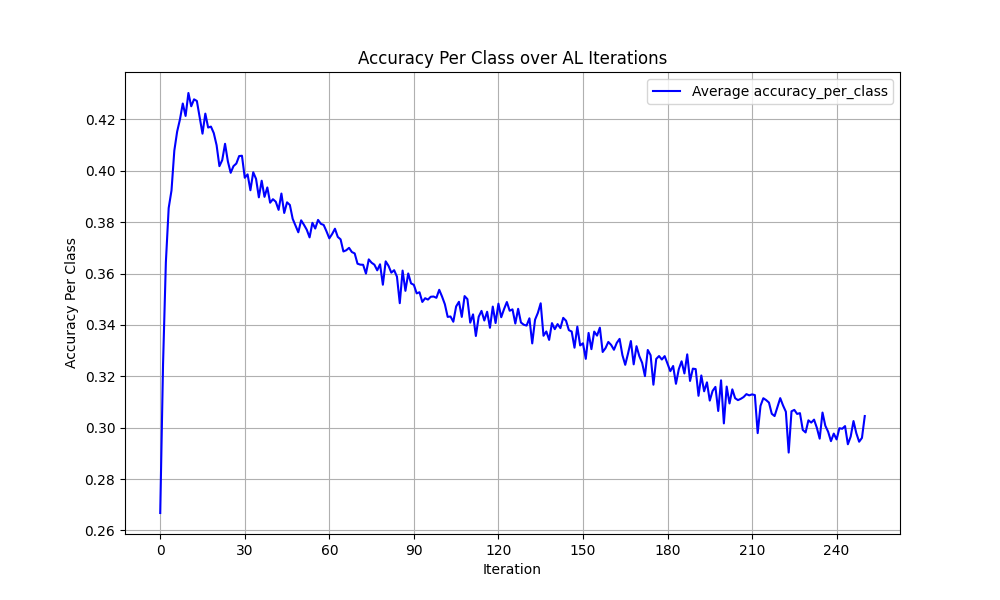 Accuracy Per Class over AL Iterations
Average accuracy_per_class
Accuracy Per Class
0.42
0.40
0.38
0.36
0.34
0.32
0.30
0.28
0.26
0 30 60 90 120 150 180 210 240
Iteration